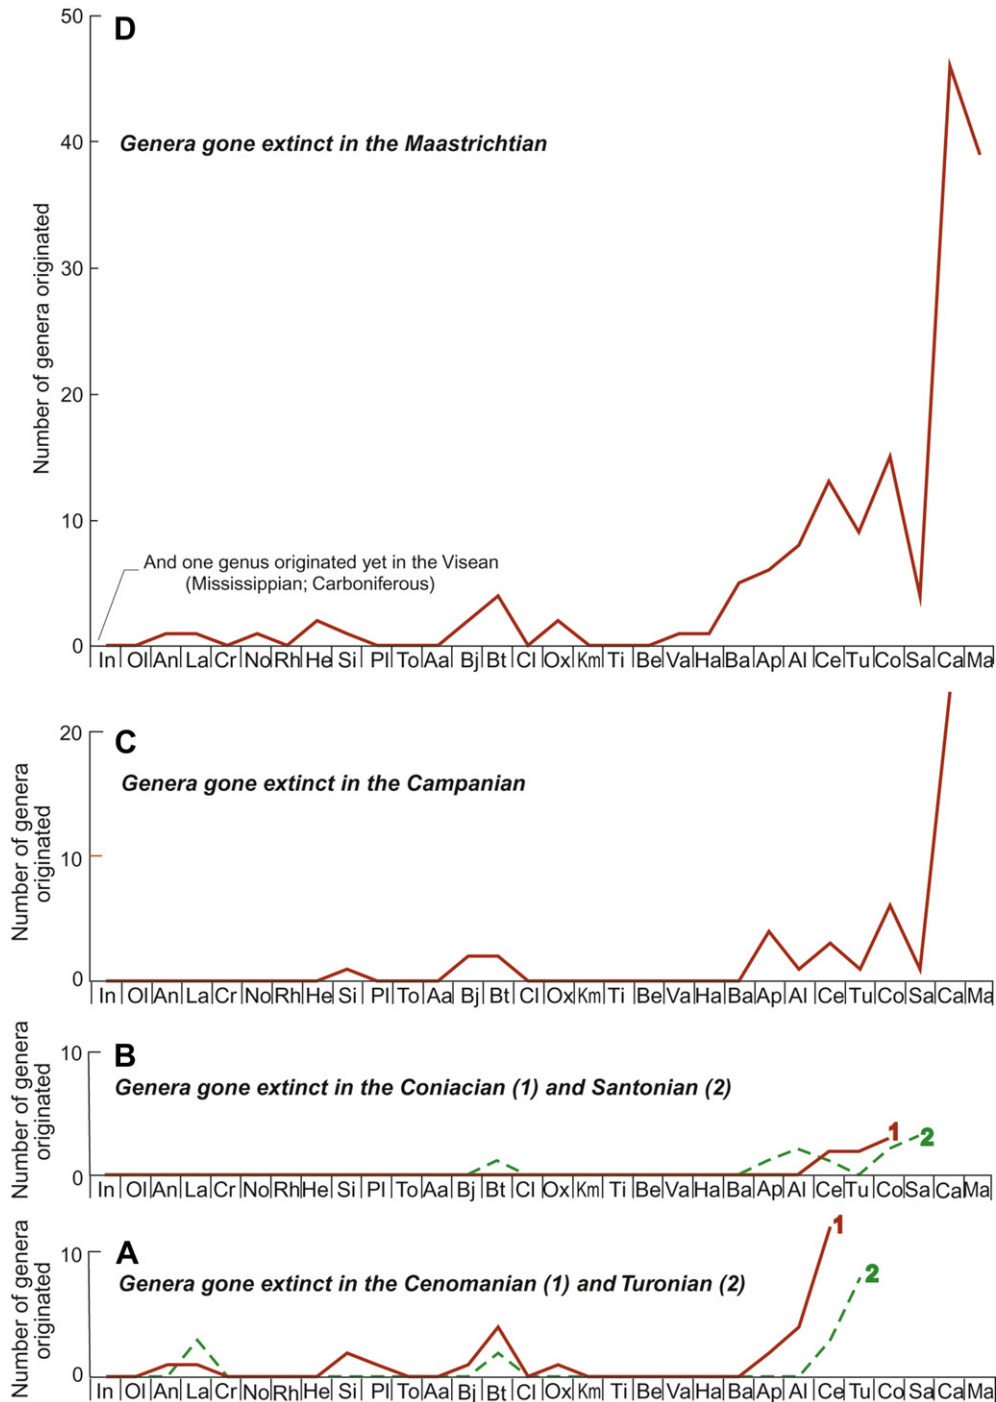 50
D
Genera gone extinct in the Maastrichtian
40
30
20
10
0
Number of genera originated
And one genus originated yet in the Visean
(Mississippian; Carboniferous)
In Ol An La Cr No Rh He Si Pl To Aa Bj Bt Cl Ox Km Ti Be Va Ha Ba Ap Al Ce Tu Co Sa Ca Ma
20
C
Genera gone extinct in the Campanian
10
0
Number of genera
originated
In Ol An La Cr No Rh He Si Pl To Aa Bj Bt Cl Ox Km Ti Be Va Ha Ba Ap Al Ce Tu Co Sa Ca Ma
10
B
Genera gone extinct in the Coniacian (1) and Santonian (2)
0
Number of genera
originated
1
2
In Ol An La Cr No Rh He Si Pl To Aa Bj Bt Cl Ox Km Ti Be Va Ha Ba Ap Al Ce Tu Co Sa Ca Ma
10
A
Genera gone extinct in the Cenomanian (1) and Turonian (2)
0
Number of genera
originated
1
2
In Ol An La Cr No Rh He Si Pl To Aa Bj Bt Cl Ox Km Ti Be Va Ha Ba Ap Al Ce Tu Co Sa Ca Ma